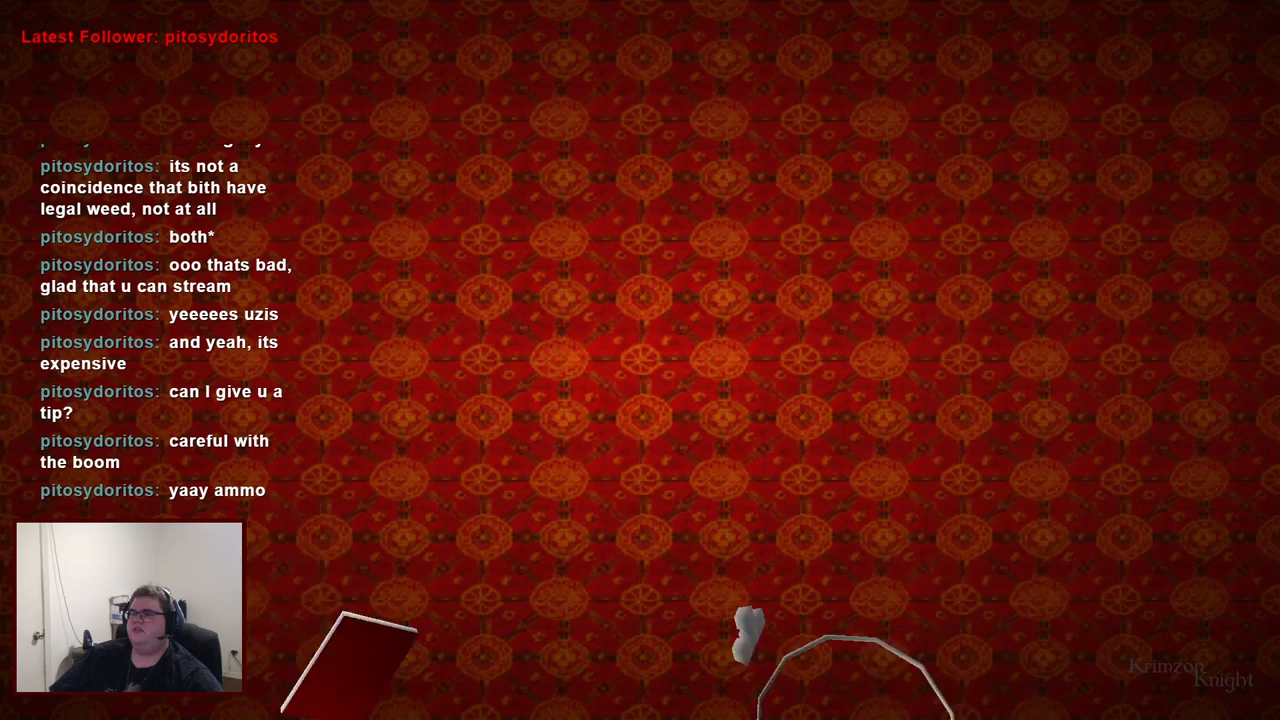 Latest Follower: pitosydoritos
pitosydoritos: its not a
coincidence that bith have
legal weed, not at all
pitosydoritos: both*
pitosydoritos: ooo thats bad,
glad that u can stream
pitosydoritos: yeeeees uzis
pitosydoritos: and yeah, its
expensive
pitosydoritos: can I give u a
tip?
pitosydoritos: careful with
the boom
pitosydoritos: yaay ammo
Krimzon
Knight